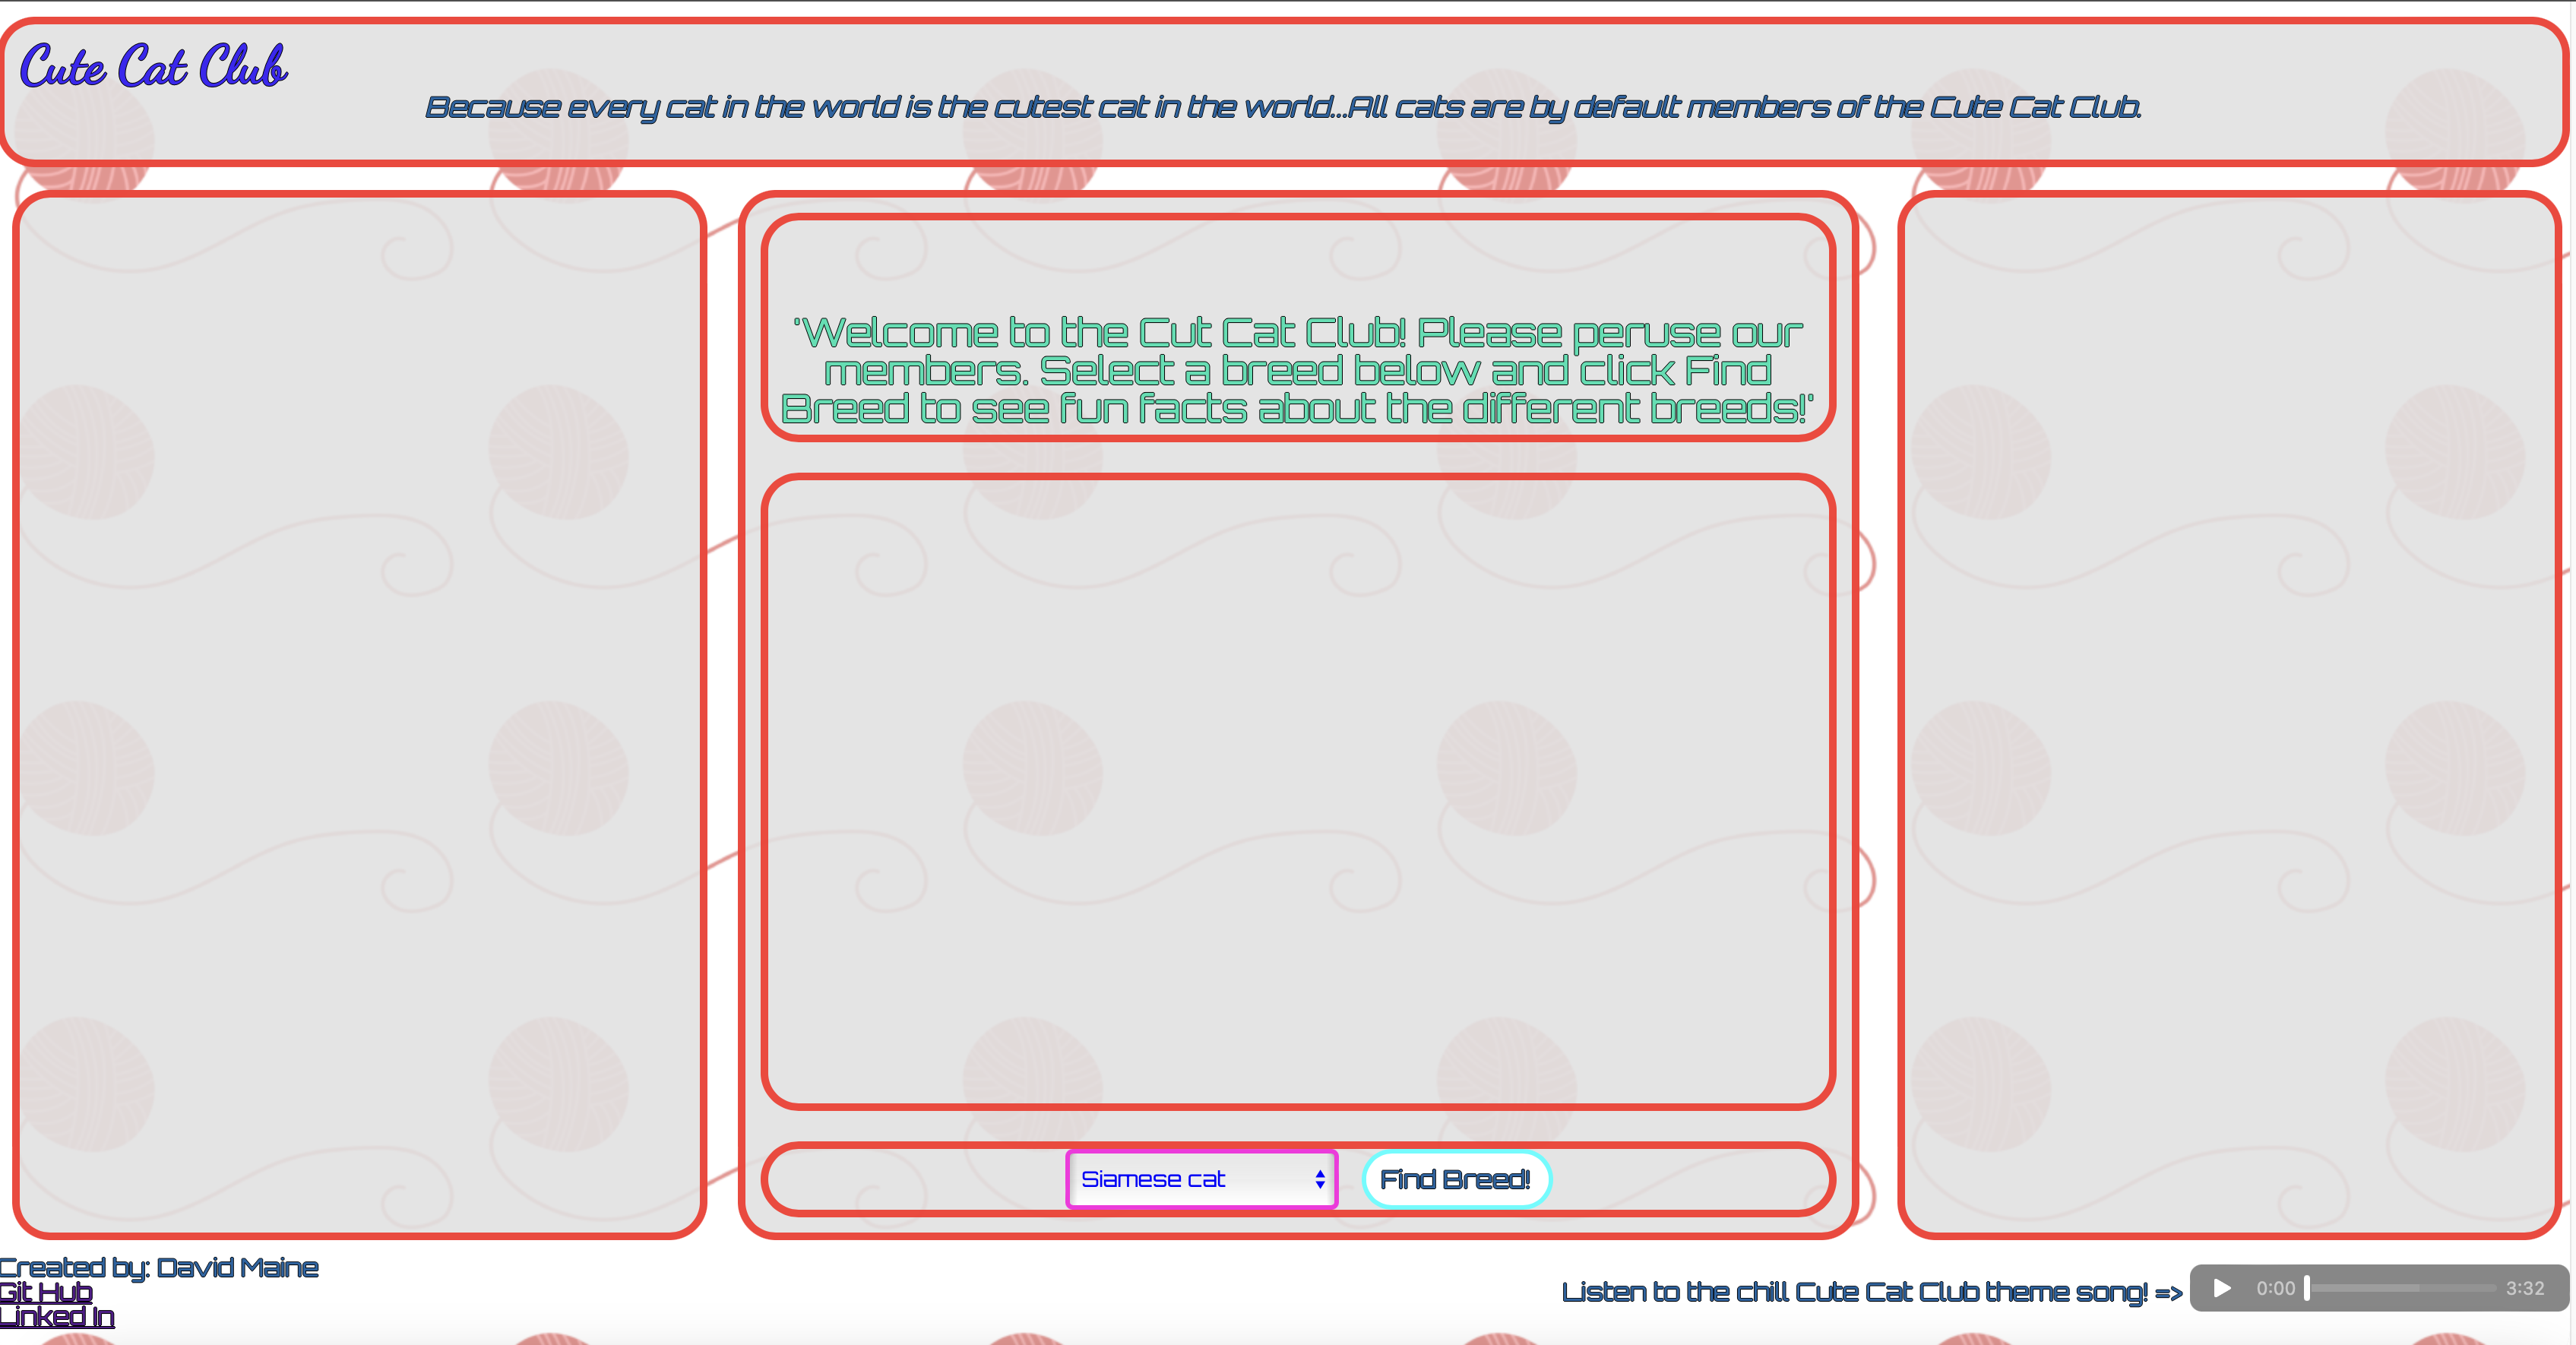 Cute Cat Club
Because every cat in the world is the cutest cat in the world...All cats are by default members of the Cute Cat Club.
'Welcome to the Cut Cat Club! Please peruse our
members. Select a breed below and click Find
Breed to see fun facts about the different breeds!'
Siamese cat
Find Breed!
Created by: David Maine
Git Hub
Linked In
Listen to the chill Cute Cat Club theme song! =>
0:00
3:32